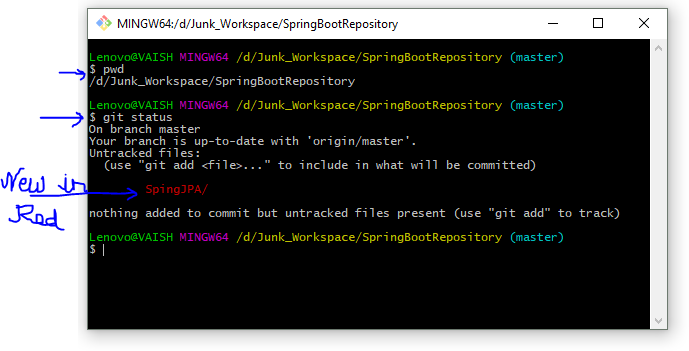 MINGW64:/d/Junk_Workspace/SpringBootRepository
Lenovo@VAISH MINGW64 /d/Junk_Workspace/SpringBootRepository (master)
$ pwd
/d/Junk_Workspace/SpringBootRepository
Lenovo@VAISH MINGW64 /d/Junk_Workspace/SpringBootRepository (master)
$ git status
On branch master
Your branch is up-to-date with 'origin/master'.
Untracked files:
(use "git add <file>..." to include in what will be committed)
New in
SpingJPA/
Red
nothing added to commit but untracked files present (use "git add" to track)
Lenovo@VAISH MINGW64 /d/Junk_Workspace/SpringBootRepository (master)
$